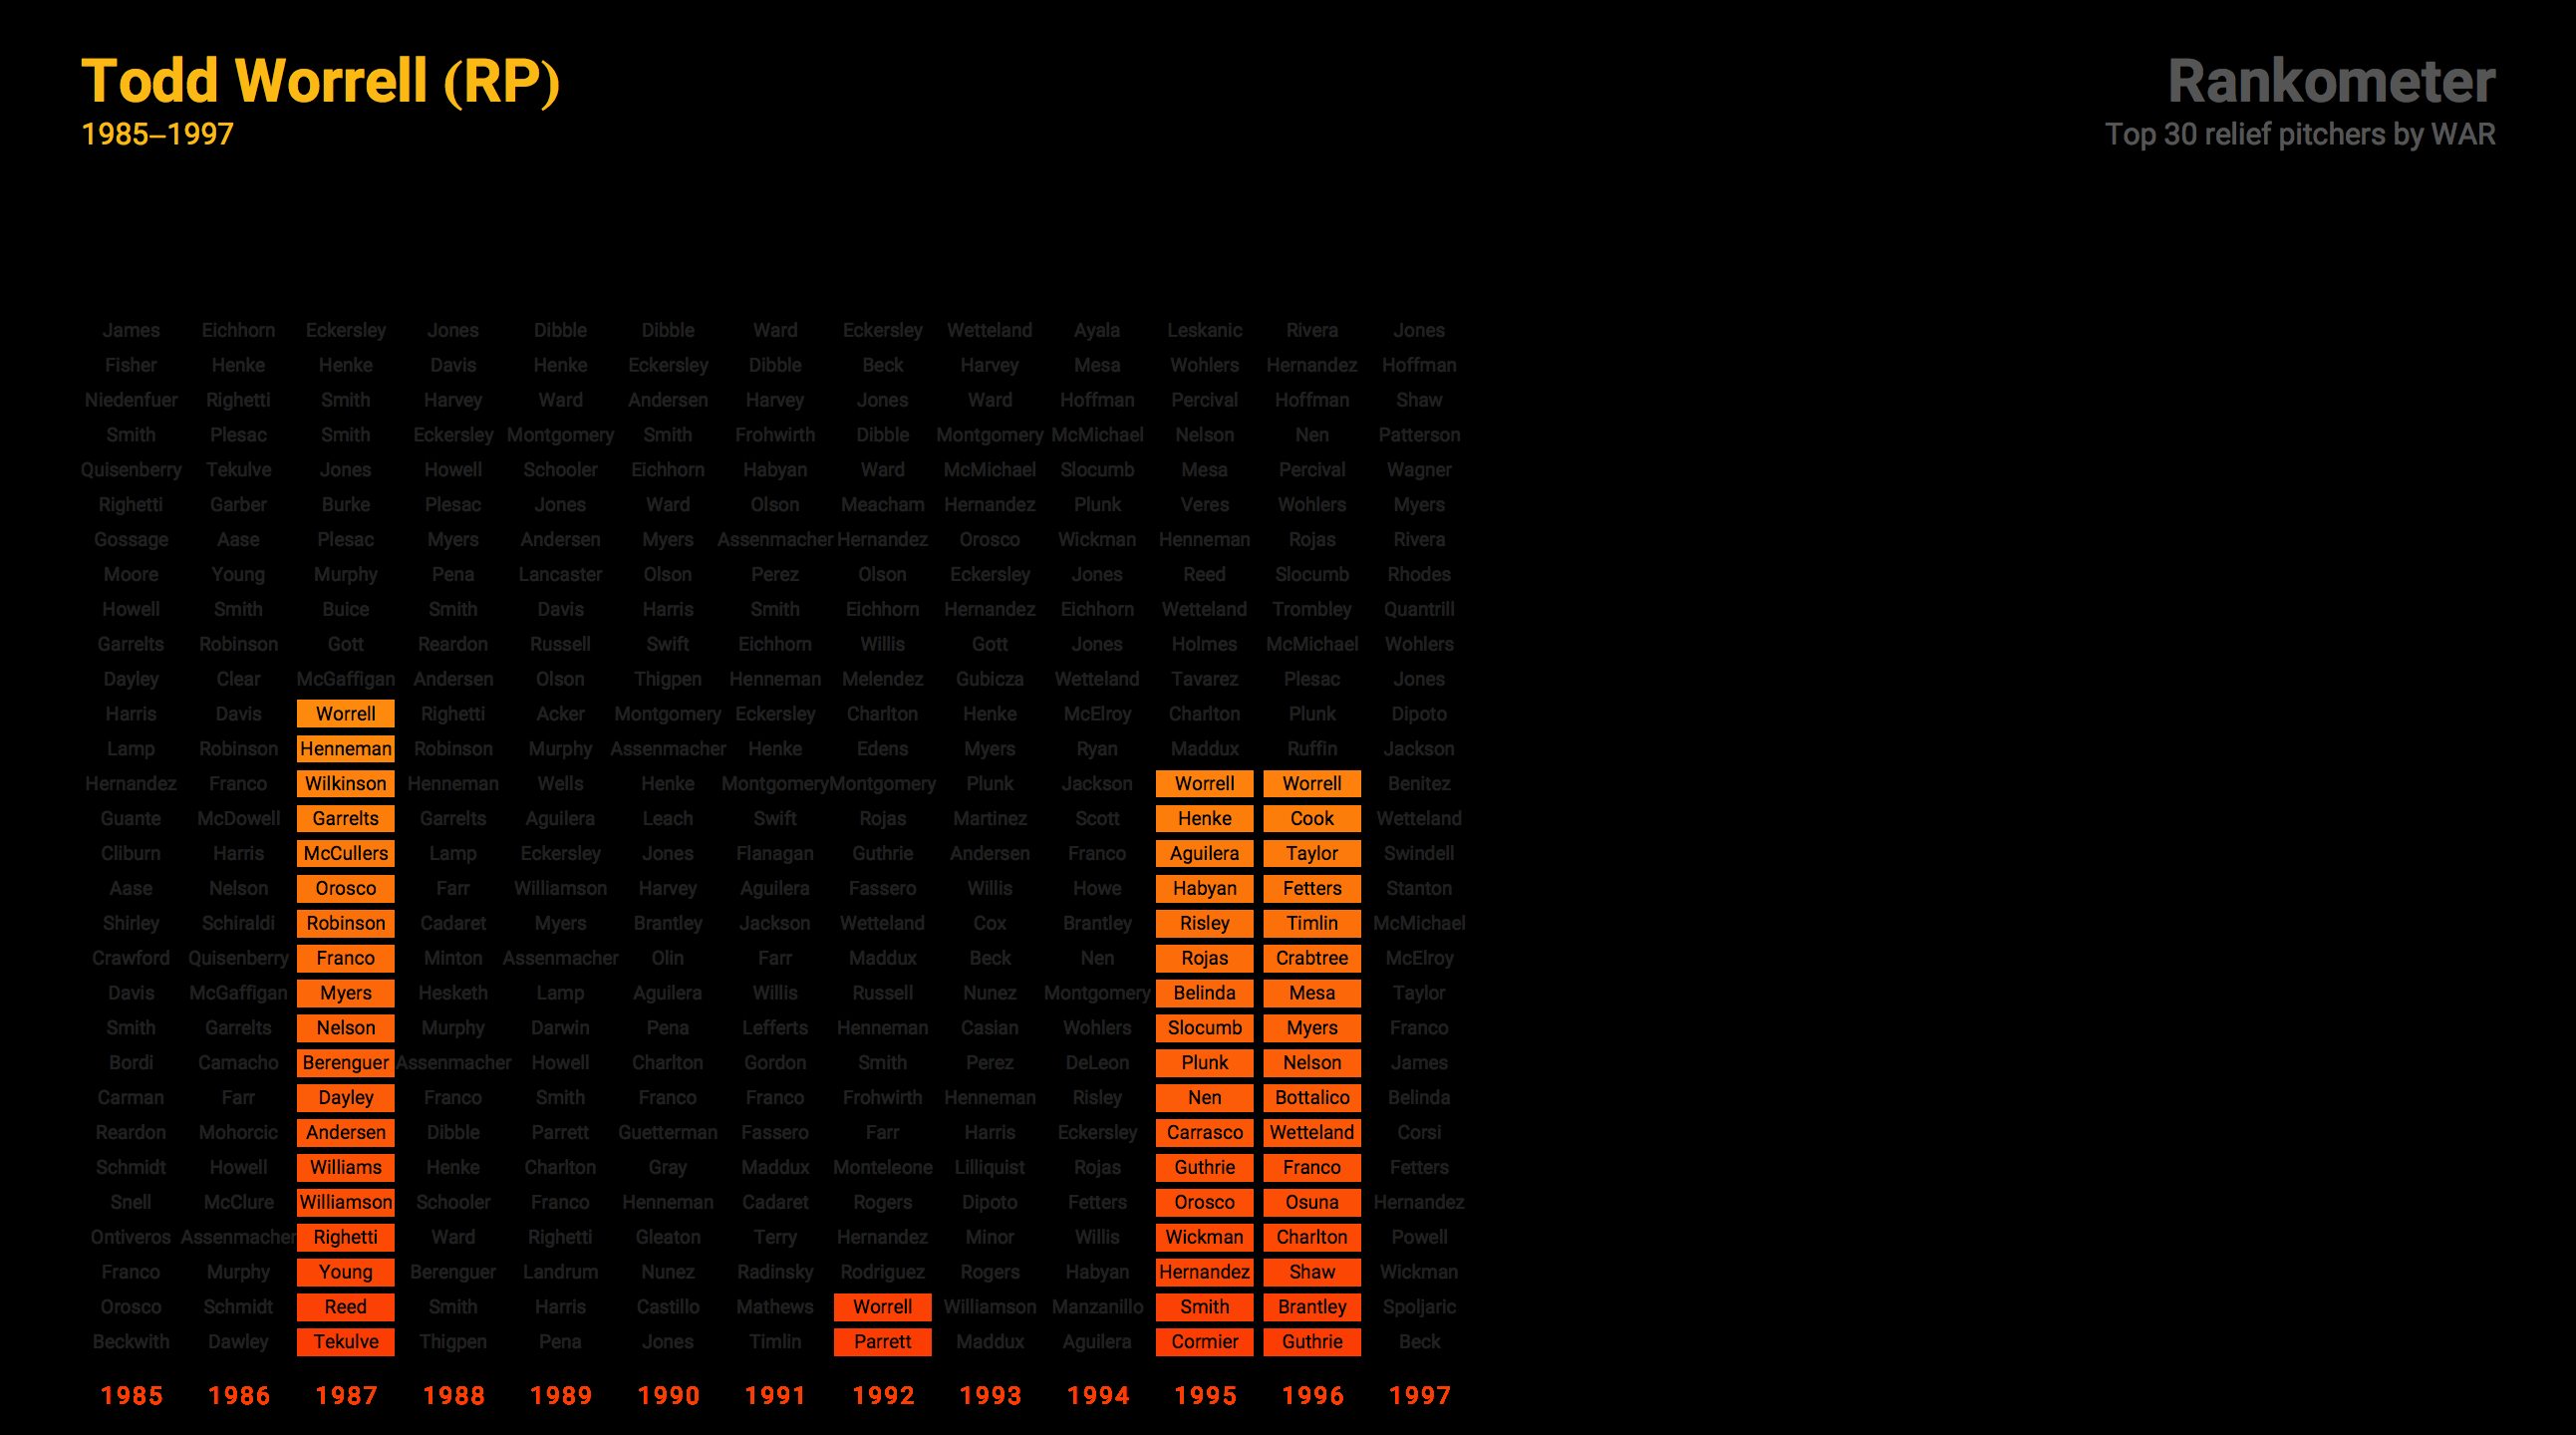 Todd Worrell (RP)
1985–1997
Rankometer
Top 30 relief pitchers by WAR
James Eichhorn Eckersley Jones Dibble Dibble Ward Eckersley Wetteland Ayala Leskanic Rivera Jones
Fisher Henke Henke Davis Henke Eckersley Dibble Beck Harvey Mesa Wohlers Hernandez Hoffman
Niedenfuer Righetti Smith Harvey Ward Andersen Harvey Jones Ward Hoffman Percival Hoffman Shaw
Smith Plesac Smith Eckersley Montgomery Smith Frohwirth Dibble Montgomery McMichael Nelson Nen Patterson
Quisenberry Tekulve Jones Howell Schooler Eichhorn Habyan Ward McMichael Slocumb Mesa Percival Wagner
Righetti Garber Burke Plesac Jones Ward Olson Meacham Hernandez Plunk Veres Wohlers Myers
Gossage Aase Plesac Myers Andersen Myers Assenmacher Hernandez Orosco Wickman Henneman Rojas Rivera
Moore Young Murphy Pena Lancaster Olson Perez Olson Eckersley Jones Reed Slocumb Rhodes
Howell Smith Buice Smith Davis Harris Smith Eichhorn Hernandez Eichhorn Wetteland Trombley Quantrill
Garrelts Robinson Gott Reardon Russell Swift Eichhorn Willis Gott Jones Holmes McMichael Wohlers
Dayley Clear McGaffigan Andersen Olson Thigpen Henneman Melendez Gubicza Wetteland Tavarez Plesac Jones
Harris Davis Worrell Righetti Acker Montgomery Eckersley Charlton Henke McElroy Charlton Plunk Dipoto
Lamp Robinson Henneman Robinson Murphy Assenmacher Henke Edens Myers Ryan Maddux Ruffin Jackson
Hernandez Franco Wilkinson Henneman Wells Henke Montgomery Montgomery Plunk Jackson Worrell Worrell Benitez
Guante McDowell Garrelts Garrelts Aguilera Leach Swift Rojas Martinez Scott Henke Cook Wetteland
Cliburn Harris McCullers Lamp Eckersley Jones Flanagan Guthrie Andersen Franco Aguilera Taylor Swindell
Aase Nelson Orosco Farr Williamson Harvey Aguilera Fassero Willis Howe Habyan Fetters Stanton
Shirley Schiraldi Robinson Cadaret Myers Brantley Jackson Wetteland Cox Brantley Risley Timlin McMichael
Crawford Quisenberry Franco Minton Assenmacher Olin Farr Maddux Beck Nen Rojas Crabtree McElroy
Davis McGaffigan Myers Hesketh Lamp Aguilera Willis Russell Nunez Montgomery Belinda Mesa Taylor
Smith Garrelts Nelson Murphy Darwin Pena Lefferts Henneman Casian Wohlers Slocumb Myers Franco
Bordi Camacho Berenguer Assenmacher Howell Charlton Gordon Smith Perez DeLeon Plunk Nelson James
Carman Farr Dayley Franco Smith Franco Franco Frohwirth Henneman Risley Nen Bottalico Belinda
Reardon Mohorcic Andersen Dibble Parrett Guetterman Fassero Farr Harris Eckersley Carrasco Wetteland Corsi
Schmidt Howell Williams Henke Charlton Gray Maddux Monteleone Lilliquist Rojas Guthrie Franco Fetters
Snell McClure Williamson Schooler Franco Henneman Cadaret Rogers Dipoto Fetters Orosco Osuna Hernandez
Ontiveros Assenmacher Righetti Ward Righetti Gleaton Terry Hernandez Minor Willis Wickman Charlton Powell
Franco Murphy Young Berenguer Landrum Nunez Radinsky Rodriguez Rogers Habyan Hernandez Shaw Wickman
Orosco Schmidt Reed Smith Harris Castillo Mathews Worrell Williamson Manzanillo Smith Brantley Spoljaric
Beckwith Dawley Tekulve Thigpen Pena Jones Timlin Parrett Maddux Aguilera Cormier Guthrie Beck
1985 1986 1987 1988 1989 1990 1991 1992 1993 1994 1995 1996 1997